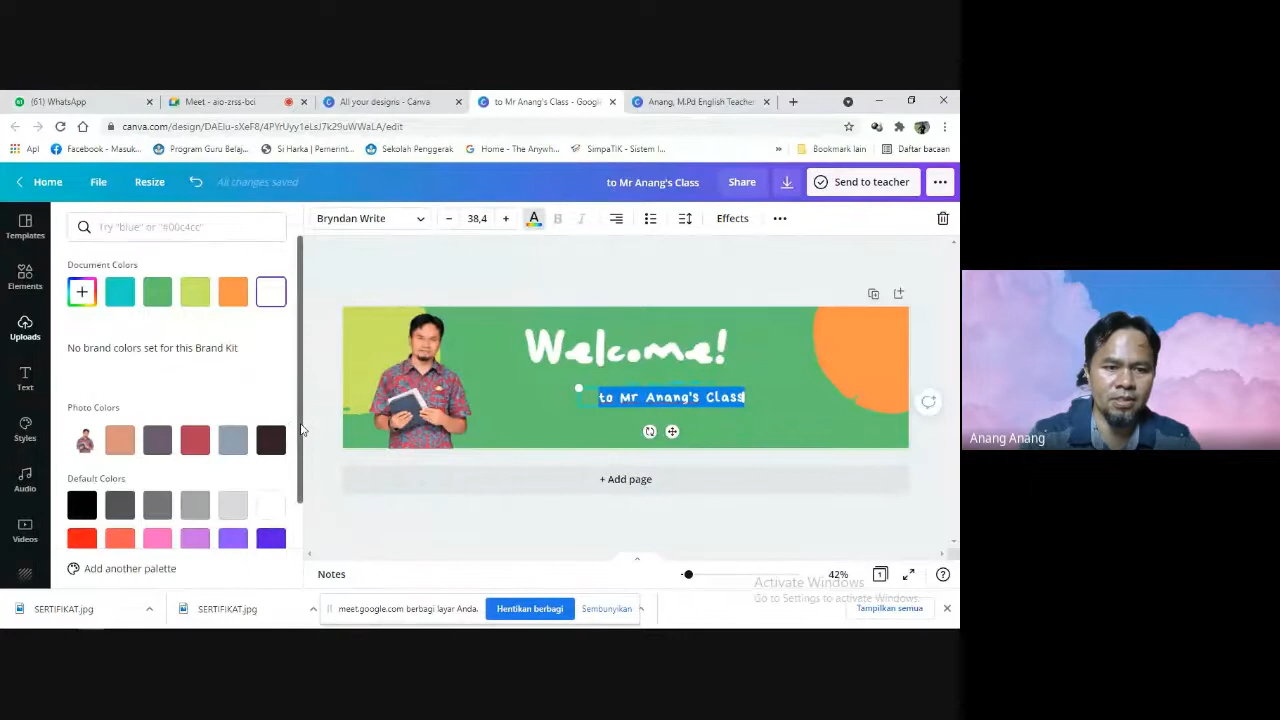 (61) WhatsApp
Meet - aio-zrss-bci
All your designs - Canva
to Mr Anang's Class - Google
Anang, M.Pd English Teacher
canva.com/design/DAElu-sXeF8/4PYrUyy1eLsJ7k29uWWaLA/edit
Apl
Facebook - Masuk...
Program Guru Belaj...
Si Harka | Pemerint...
Sekolah Penggerak
Home - The Anywh...
SimpaTIK - Sistem I...
Bookmark lain
Daftar bacaan
Home
File
Resize
All changes saved
to Mr Anang's Class
Share
Send to teacher
Templates
Elements
Uploads
Text
Styles
Audio
Videos
Try "blue" or "#00c4cc"
Bryndan Write
38,4
A
B
I
Effects
Document Colors
No brand colors set for this Brand Kit
Photo Colors
Default Colors
Add another palette
Welcome!
to Mr Anang's Class
+ Add page
Notes
42%
1
Activate Windows
Go to Settings to activate Windows.
SERTIFIKAT.jpg
SERTIFIKAT.jpg
meet.google.com berbagi layar Anda.
Hentikan berbagi
Sembunyikan
Tampilkan semua
Anang Anang